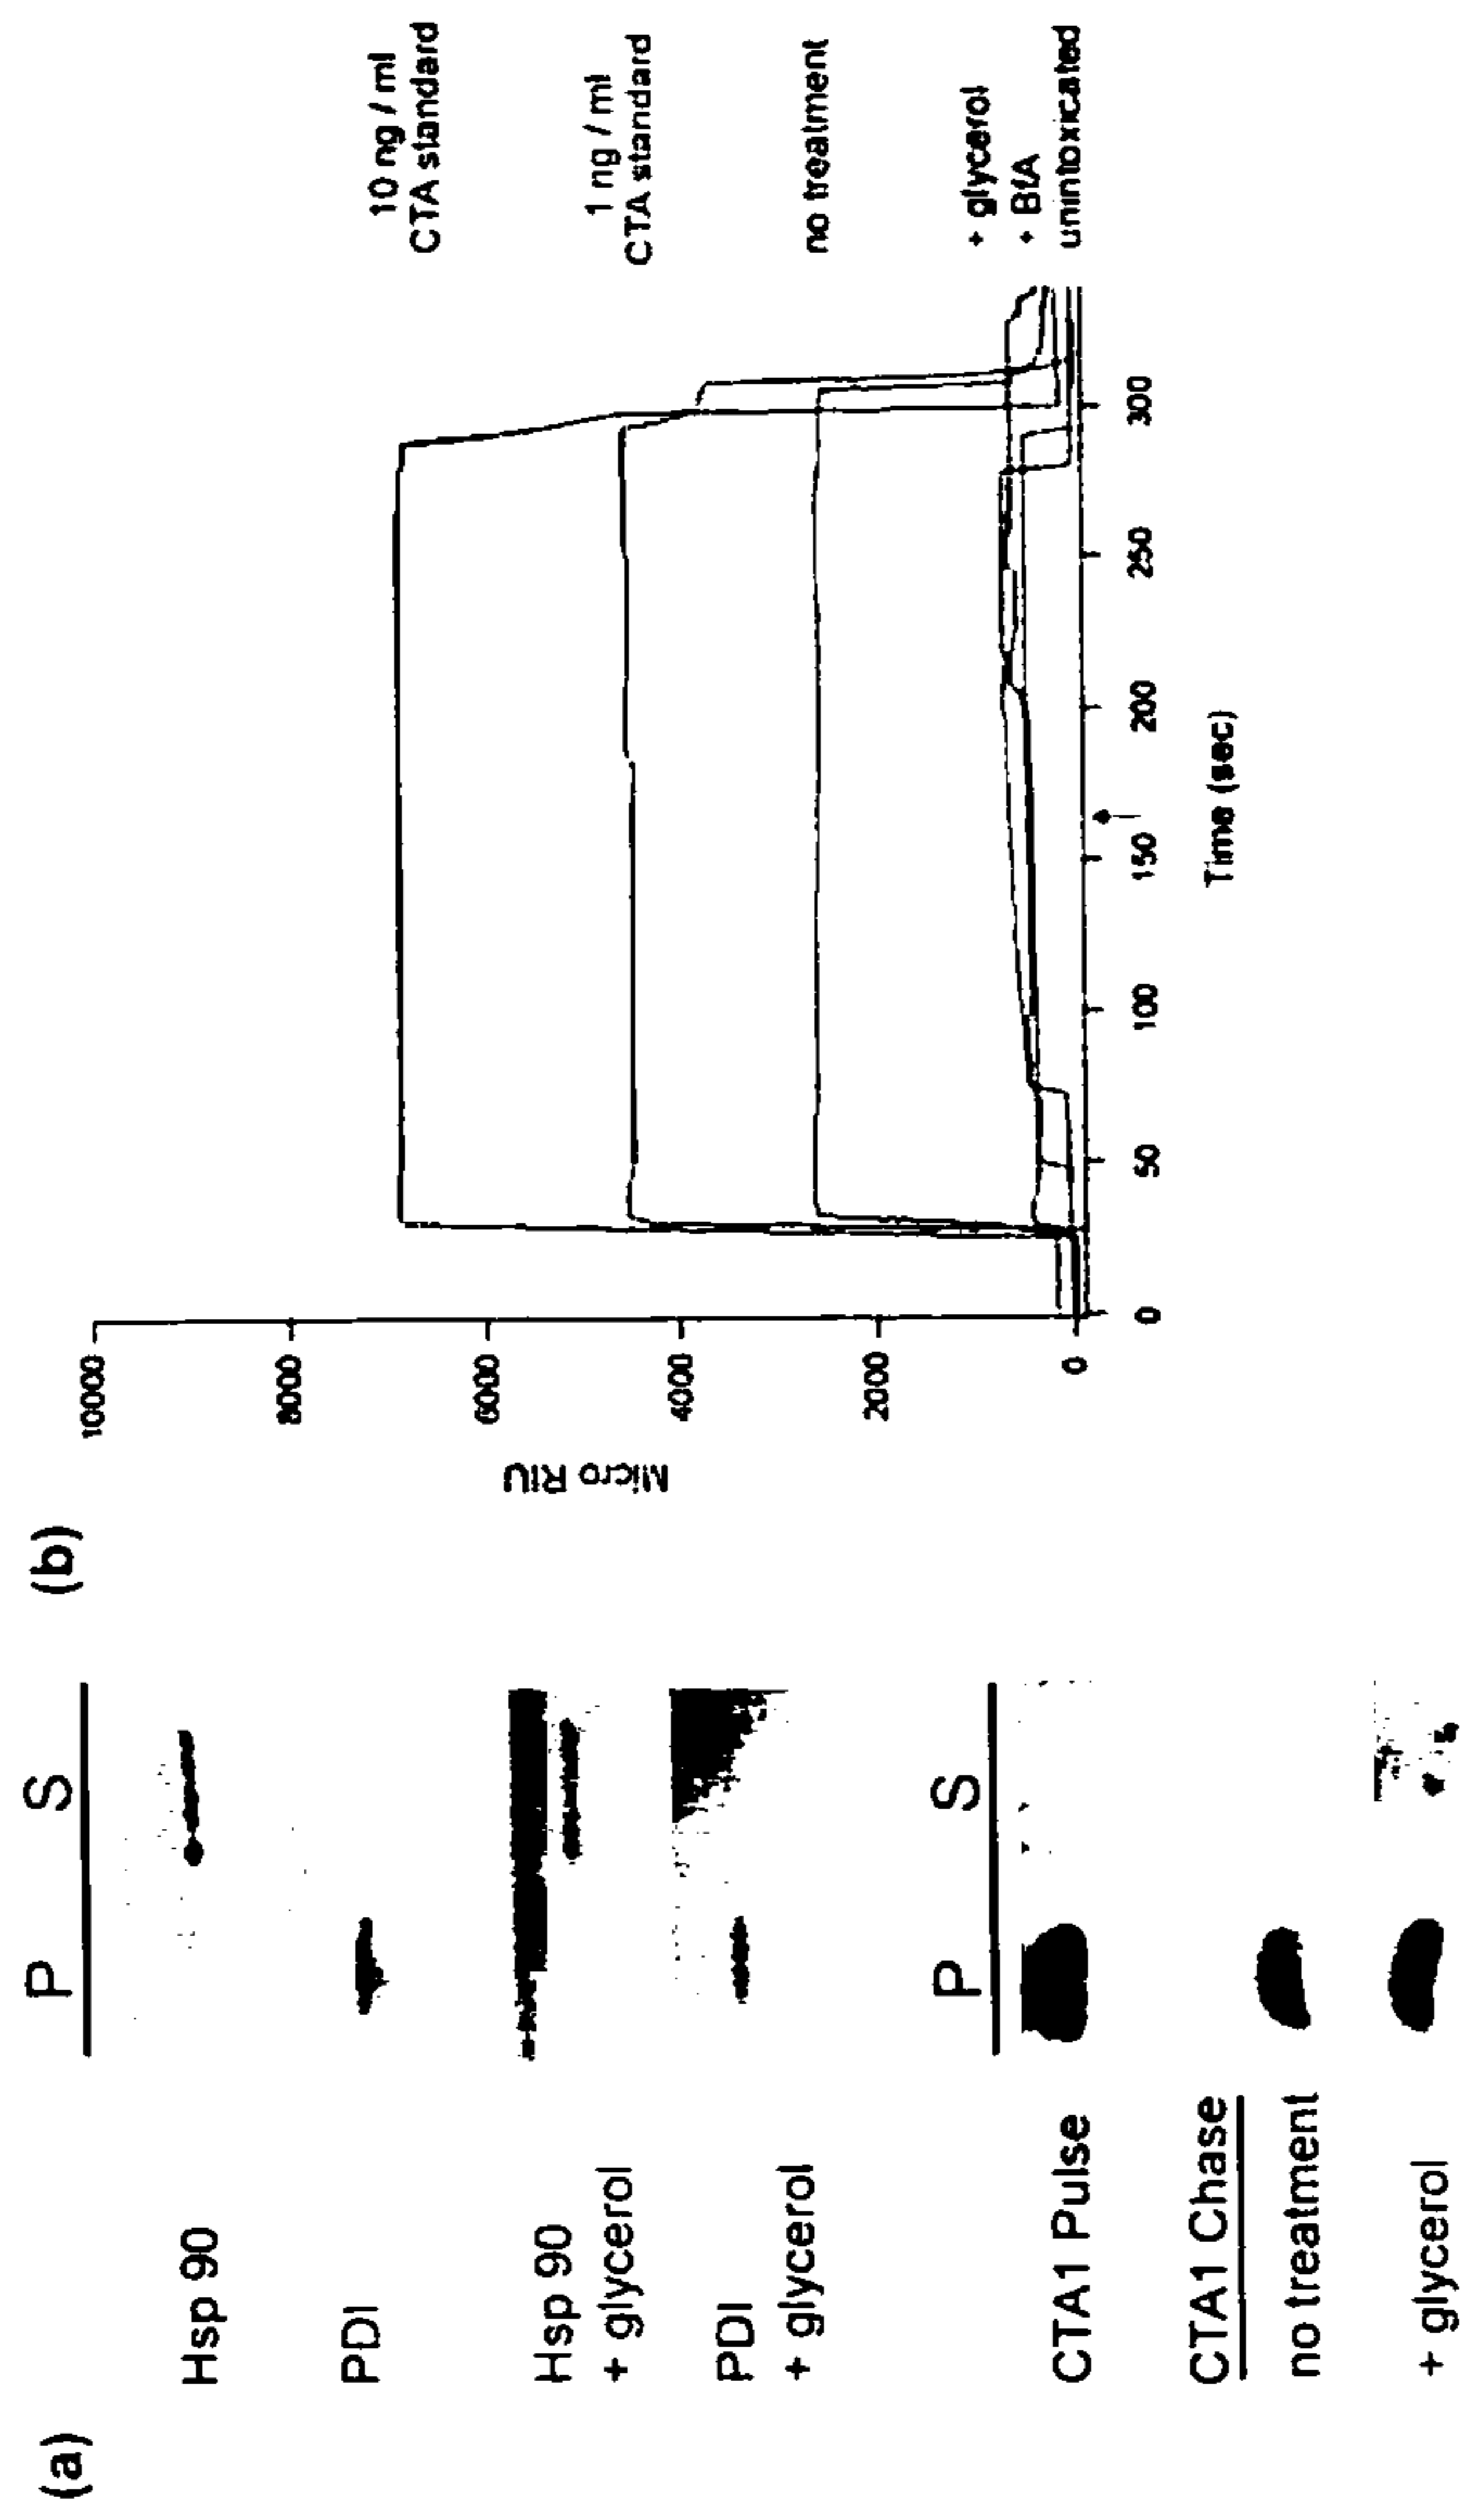 (a)
P S
Hsp 90
PDI
Hsp 90
+ glycerol
PDI
+ glycerol
P S
CTA1 Pulse
CTA1 Chase
no treatment
+ glycerol
(b)
Micro RIU
10000
8000
6000
4000
2000
0
0 50 100 150 200 250 300
Time (sec)
10 ng / ml
CTA standard
1 ng / ml
CTA standard
no treatment
+ glycerol
+ BfA
unintoxicated